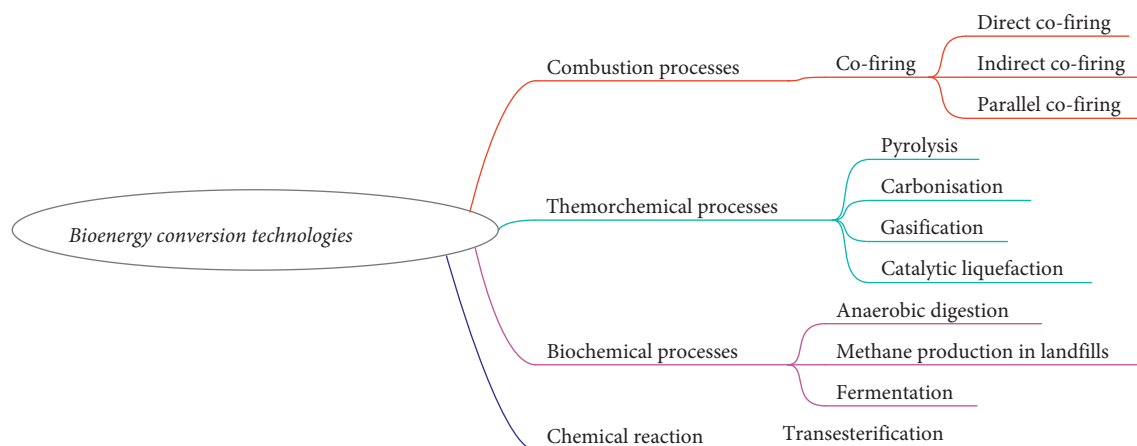 Bioenergy conversion technologies
Combustion processes
Co-firing
Direct co-firing
Indirect co-firing
Parallel co-firing
Themorchemical processes
Pyrolysis
Carbonisation
Gasification
Catalytic liquefaction
Biochemical processes
Anaerobic digestion
Methane production in landfills
Fermentation
Chemical reaction
Transesterification